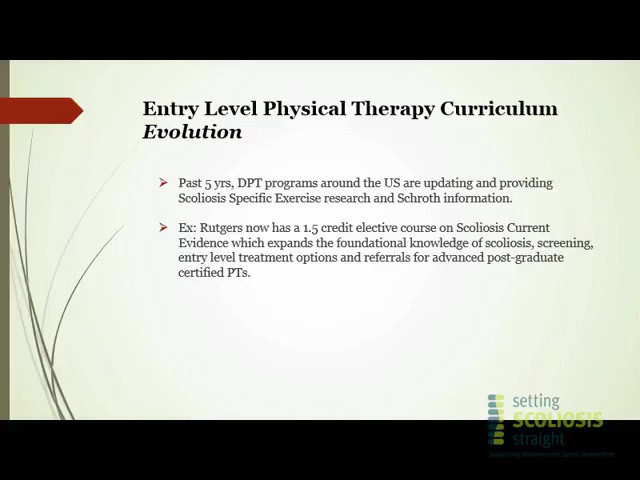 Entry Level Physical Therapy Curriculum
Evolution
Past 5 yrs, DPT programs around the US are updating and providing
Scoliosis Specific Exercise research and Schroth information.
Ex: Rutgers now has a 1.5 credit elective course on Scoliosis Current
Evidence which expands the foundational knowledge of scoliosis, screening,
entry level treatment options and referrals for advanced post-graduate
certified PTs.
setting
SCOLIOSIS
straight